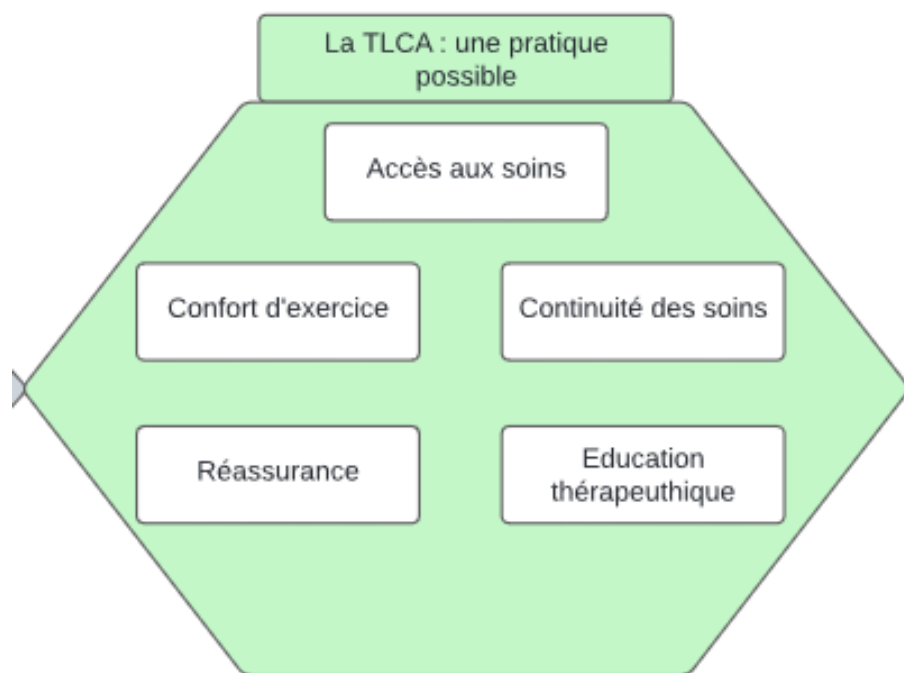 La TLCA : une pratique
possible
Accès aux soins
Confort d'exercice
Continuité des soins
Réassurance
Education
thérapeuthique